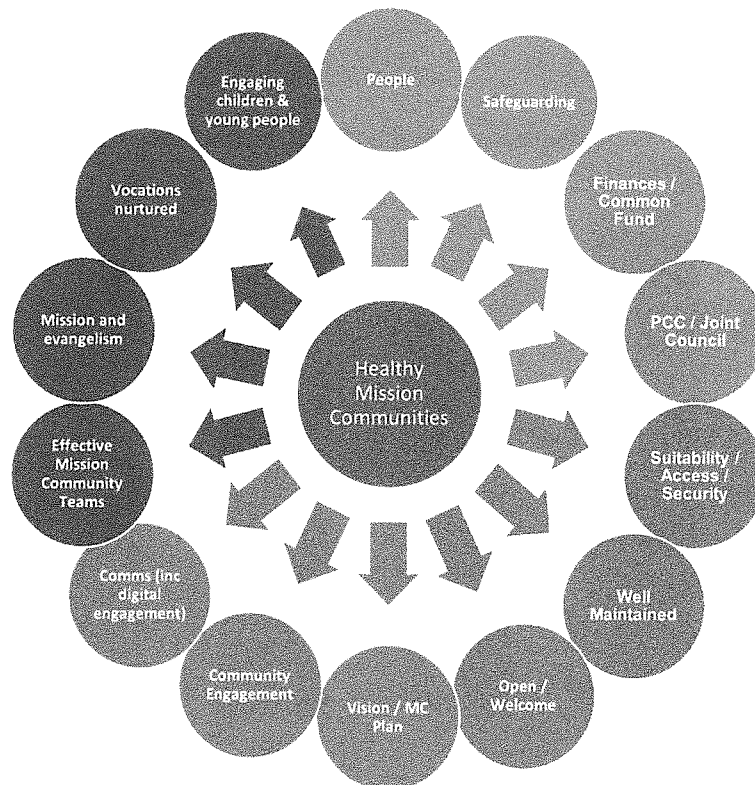 Healthy
Mission
Communities
People
Safeguarding
Finances /
Common
Fund
PCC / Joint
Council
Suitability /
Access /
Security
Well
Maintained
Open /
Welcome
Vision / MC
Plan
Community
Engagement
Comms (inc
digital
engagement)
Effective
Mission
Community
Teams
Mission and
evangelism
Vocations
nurtured
Engaging
children &
young people